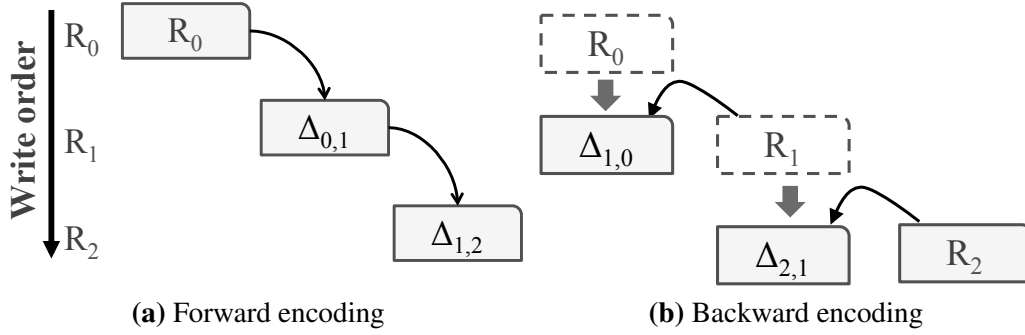 Write order
R₀
R₁
R₂
R₀
Δ₀,₁
Δ₁,₂
(a) Forward encoding
R₀
Δ₁,₀
R₁
Δ₂,₁
R₂
(b) Backward encoding